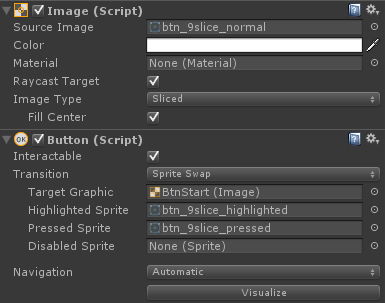 Image (Script)
Source Image btn_9slice_normal
Color
Material None (Material)
Raycast Target
Image Type Sliced
Fill Center
OK Button (Script)
Interactable
Transition Sprite Swap
Target Graphic BtnStart (Image)
Highlighted Sprite btn_9slice_highlighted
Pressed Sprite btn_9slice_pressed
Disabled Sprite None (Sprite)
Navigation Automatic
Visualize